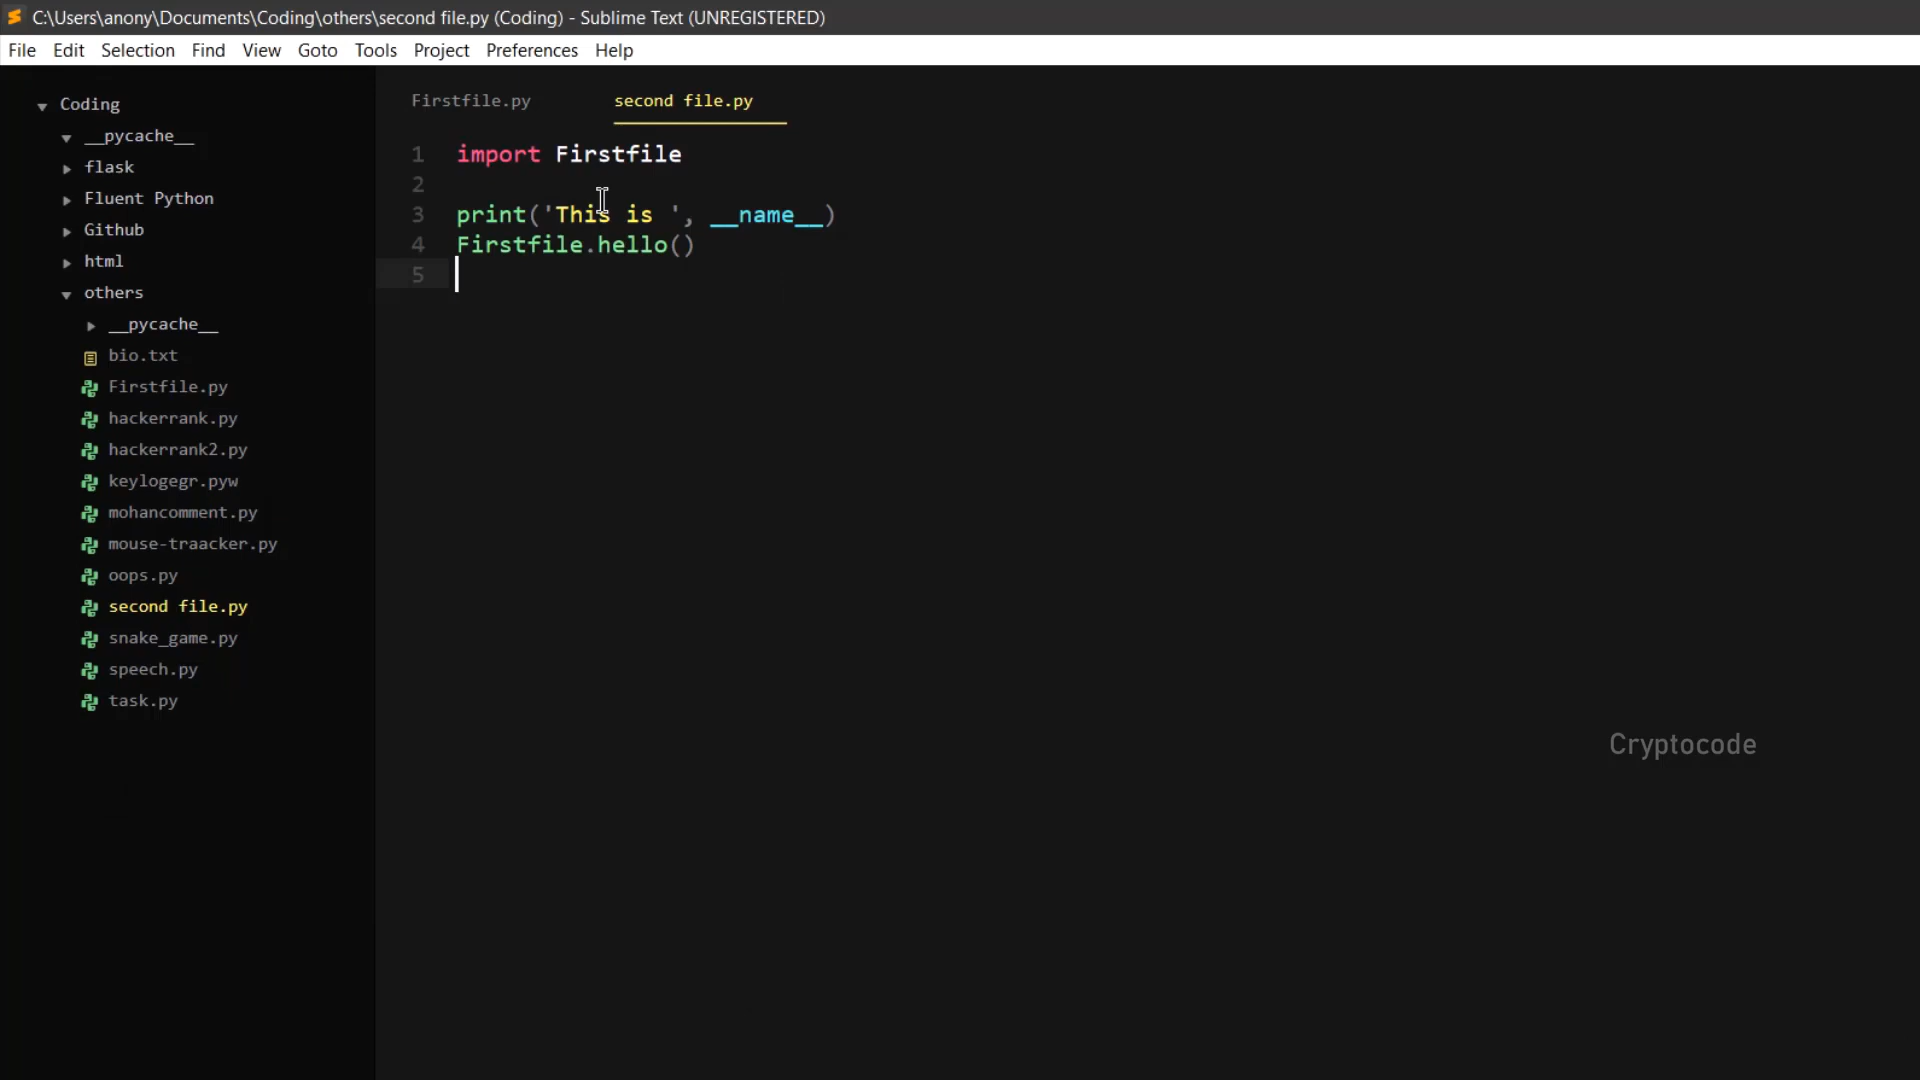 C:\Users\anony\Documents\Coding\others\second file.py (Coding) - Sublime Text (UNREGISTERED)
File Edit Selection Find View Goto Tools Project Preferences Help
Coding
__pycache__
flask
Fluent Python
Github
html
others
__pycache__
bio.txt
Firstfile.py
hackerrank.py
hackerrank2.py
keylogegr.pyw
mohancomment.py
mouse-traacker.py
oops.py
second file.py
snake_game.py
speech.py
task.py
Firstfile.py second file.py
1 import Firstfile
2
3 print('This is ', __name__)
4 Firstfile.hello()
5
Cryptocode